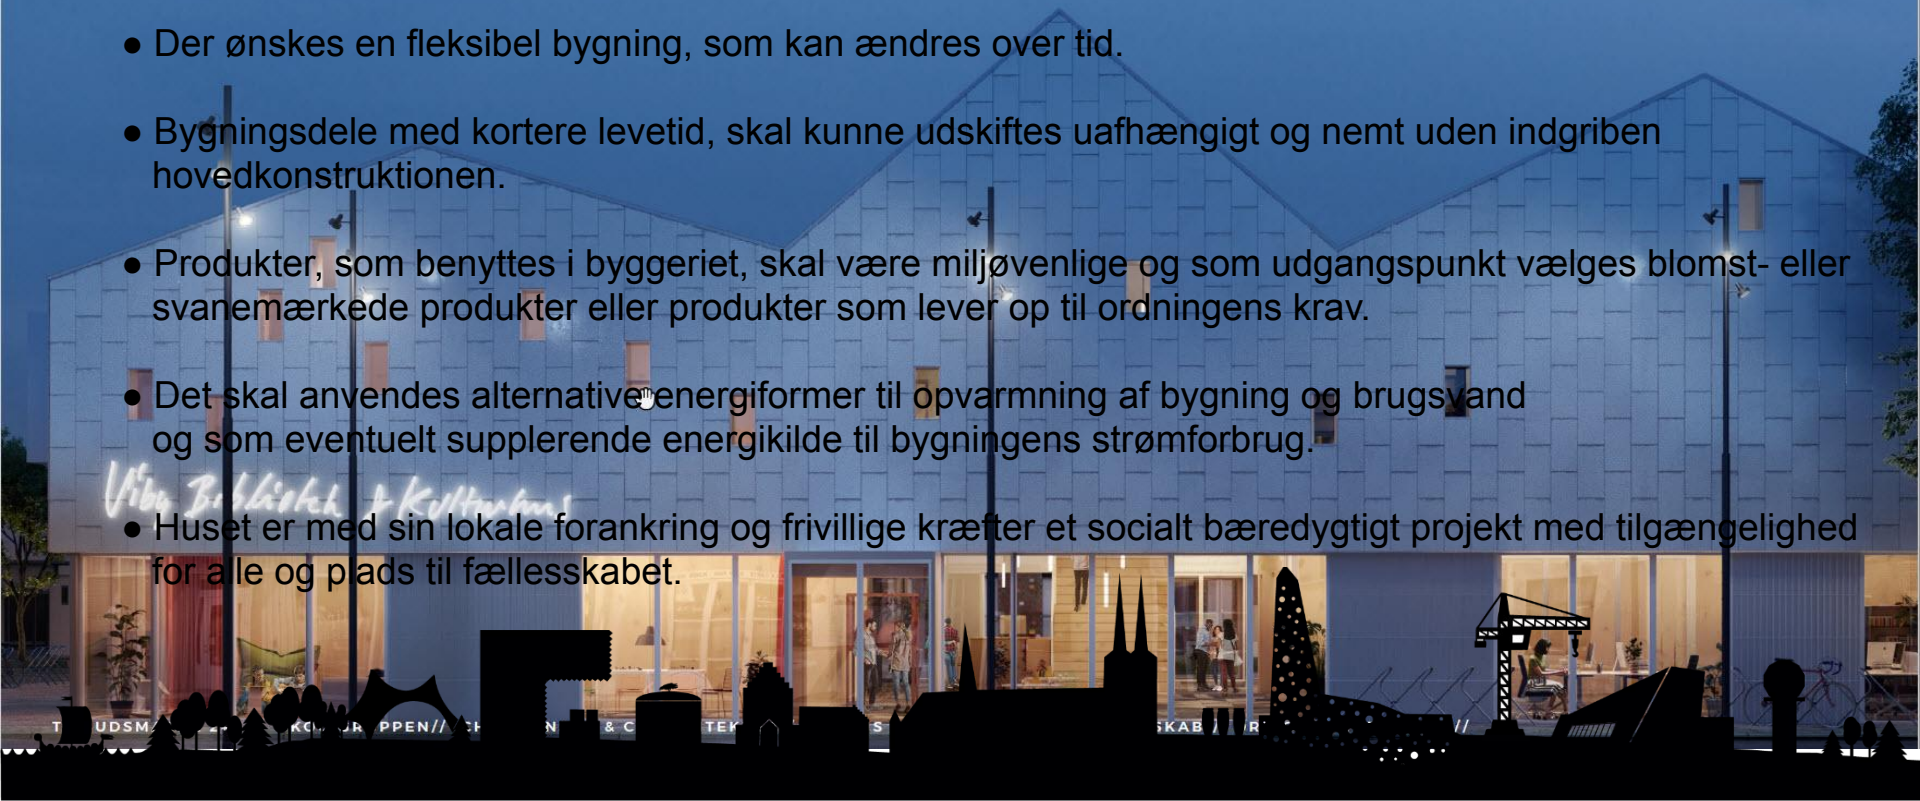 ● Der ønskes en fleksibel bygning, som kan ændres over tid.
● Bygningsdele med kortere levetid, skal kunne udskiftes uafhængigt og nemt uden indgriben
hovedkonstruktionen.
● Produkter, som benyttes i byggeriet, skal være miljøvenlige og som udgangspunkt vælges blomst- eller
svanemærkede produkter eller produkter som lever op til ordningens krav.
● Det skal anvendes alternative energiformer til opvarmning af bygning og brugsvand
og som eventuelt supplerende energikilde til bygningens strømforbrug.
Viby Bibliotek & Kulturhus
● Huset er med sin lokale forankring og frivillige kræfter et socialt bæredygtigt projekt med tilgængelighed
for alle og plads til fællesskabet.